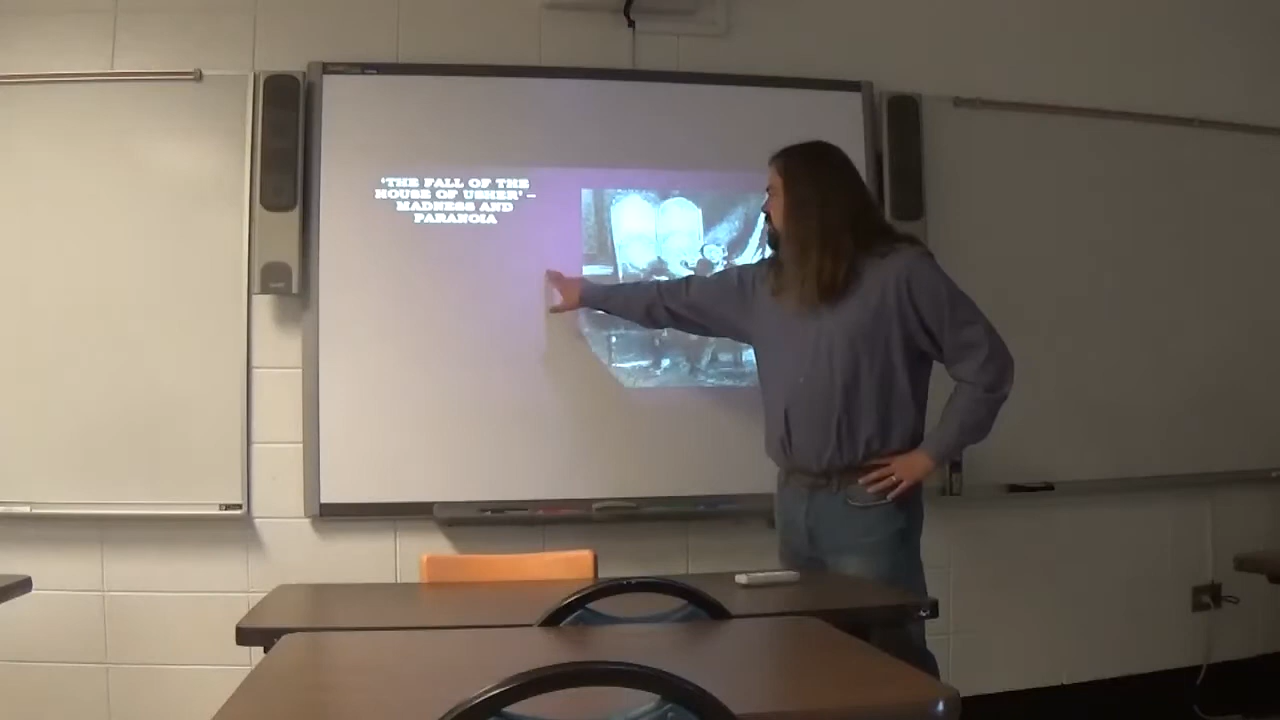 'THE FALL OF THE
HOUSE OF USHER' –
MADNESS AND
PARANOIA